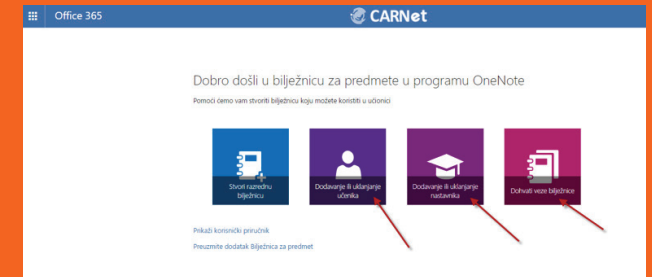 Office 365
CARNet
Dobro došli u bilježnicu za predmete u programu OneNote
Pomoći ćemo vam stvoriti bilježnicu koju možete koristiti u učionici
Stvori razrednu
bilježnicu
Dodavanje ili uklanjanje
učenika
Dodavanje ili uklanjanje
nastavnika
Dohvati veze bilježnice
Prikaži korisnički priručnik
Preuzmite dodatak Bilježnica za predmet